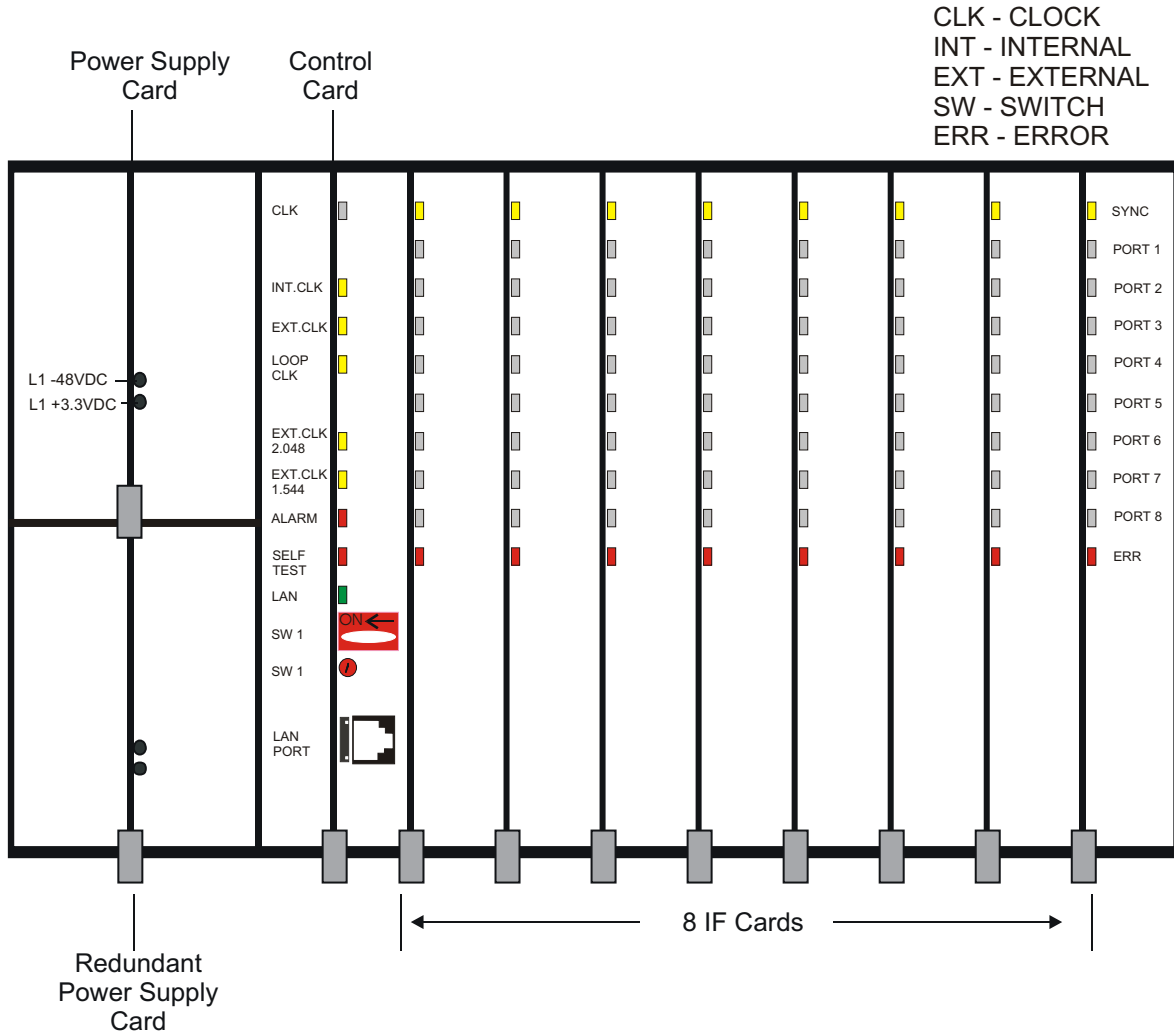 CLK - CLOCK
INT - INTERNAL
EXT - EXTERNAL
SW - SWITCH
ERR - ERROR
Power Supply
Card
Control
Card
CLK
INT.CLK
EXT.CLK
LOOP
CLK
EXT.CLK
2.048
EXT.CLK
1.544
ALARM
SELF
TEST
LAN
SW 1
ON
SW 1
LAN
PORT
L1 -48VDC
L1 +3.3VDC
SYNC
PORT 1
PORT 2
PORT 3
PORT 4
PORT 5
PORT 6
PORT 7
PORT 8
ERR
8 IF Cards
Redundant
Power Supply
Card